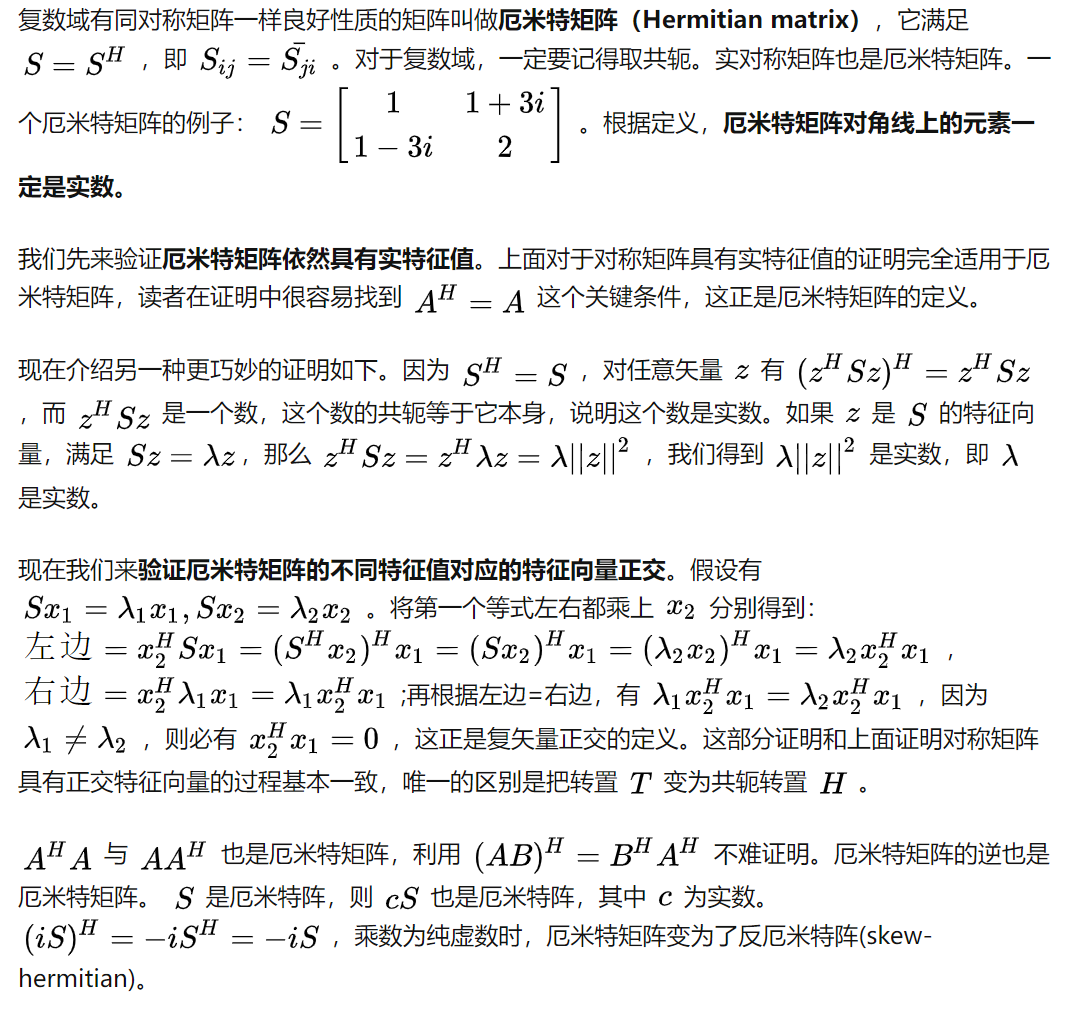 复数域有同对称矩阵一样良好性质的矩阵叫做厄米特矩阵（Hermitian matrix），它满足
$S = S^H$ ，即 $S_{ij} = \bar{S_{ji}}$ 。对于复数域，一定要记得取共轭。实对称矩阵也是厄米特矩阵。一
个厄米特矩阵的例子： $S = \begin{bmatrix} 1 & 1+3i \\ 1-3i & 2 \end{bmatrix}$ 。根据定义，厄米特矩阵对角线上的元素一
定是实数。
我们先来验证厄米特矩阵依然具有实特征值。上面对于对称矩阵具有实特征值的证明完全适用于厄
米特矩阵，读者在证明中很容易找到 $A^H = A$ 这个关键条件，这正是厄米特矩阵的定义。
现在介绍另一种更巧妙的证明如下。因为 $S^H = S$ ，对任意矢量 $z$ 有 $(z^H Sz)^H = z^H Sz$
，而 $z^H Sz$ 是一个数，这个数的共轭等于它本身，说明这个数是实数。如果 $z$ 是 $S$ 的特征向
量，满足 $Sz = \lambda z$，那么 $z^H Sz = z^H \lambda z = \lambda||z||^2$ ，我们得到 $\lambda||z||^2$ 是实数，即 $\lambda$
是实数。
现在我们来验证厄米特矩阵的不同特征值对应的特征向量正交。假设有
$Sx_1 = \lambda_1 x_1, Sx_2 = \lambda_2 x_2$ 。将第一个等式左右都乘上 $x_2$ 分别得到：
左边 $= x_2^H Sx_1 = (S^H x_2)^H x_1 = (Sx_2)^H x_1 = (\lambda_2 x_2)^H x_1 = \lambda_2 x_2^H x_1$ ，
右边 $= x_2^H \lambda_1 x_1 = \lambda_1 x_2^H x_1$ ;再根据左边=右边，有 $\lambda_1 x_2^H x_1 = \lambda_2 x_2^H x_1$ ，因为
$\lambda_1 \neq \lambda_2$ ，则必有 $x_2^H x_1 = 0$ ，这正是复矢量正交的定义。这部分证明和上面证明对称矩阵
具有正交特征向量的过程基本一致，唯一的区别是把转置 $T$ 变为共轭转置 $H$ 。
$A^H A$ 与 $AA^H$ 也是厄米特矩阵，利用 $(AB)^H = B^H A^H$ 不难证明。厄米特矩阵的逆也是
厄米特矩阵。 $S$ 是厄米特阵，则 $cS$ 也是厄米特阵，其中 $c$ 为实数。
$(iS)^H = -iS^H = -iS$ ，乘数为纯虚数时，厄米特矩阵变为了反厄米特阵(skew-
hermitian)。